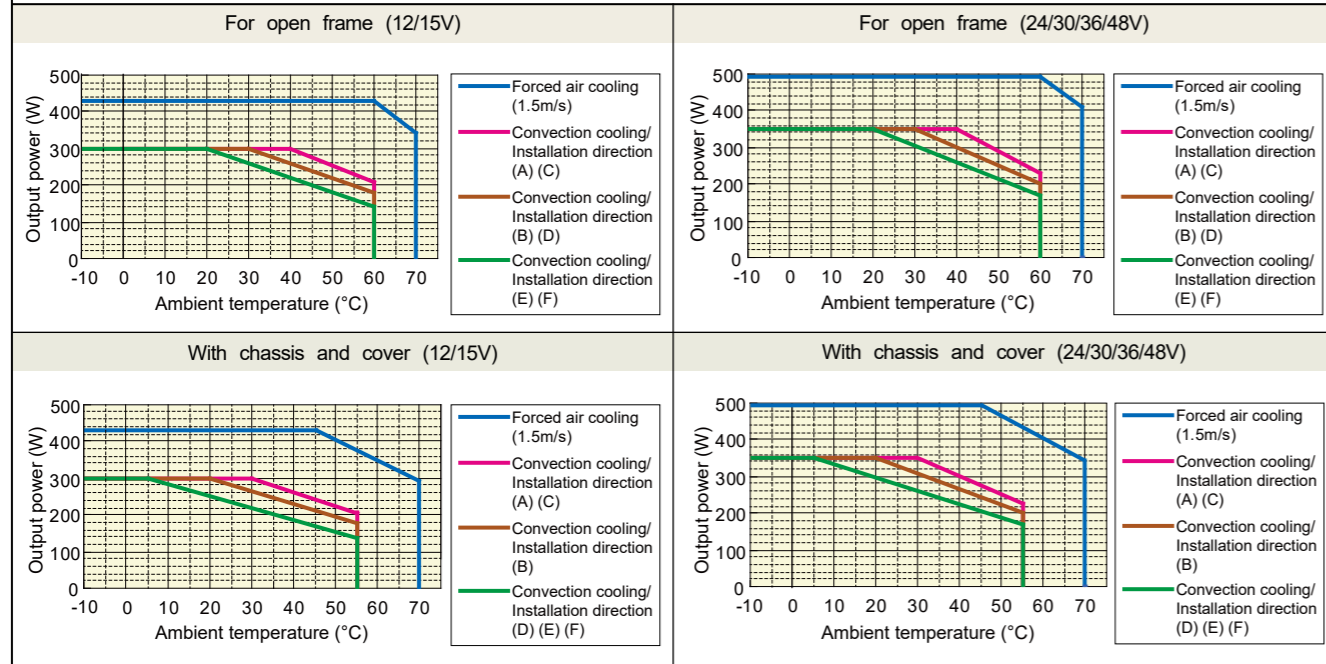 For open frame (12/15V)
Output power (W)
500
400
300
200
100
0
-10 0 10 20 30 40 50 60 70
Ambient temperature (°C)
Forced air cooling
(1.5m/s)
Convection cooling/
Installation direction
(A) (C)
Convection cooling/
Installation direction
(B) (D)
Convection cooling/
Installation direction
(E) (F)
For open frame (24/30/36/48V)
Output power (W)
500
400
300
200
100
0
-10 0 10 20 30 40 50 60 70
Ambient temperature (°C)
Forced air cooling
(1.5m/s)
Convection cooling/
Installation direction
(A) (C)
Convection cooling/
Installation direction
(B) (D)
Convection cooling/
Installation direction
(E) (F)
With chassis and cover (12/15V)
Output power (W)
500
400
300
200
100
0
-10 0 10 20 30 40 50 60 70
Ambient temperature (°C)
Forced air cooling
(1.5m/s)
Convection cooling/
Installation direction
(A) (C)
Convection cooling/
Installation direction
(B)
Convection cooling/
Installation direction
(D) (E) (F)
With chassis and cover (24/30/36/48V)
Output power (W)
500
400
300
200
100
0
-10 0 10 20 30 40 50 60 70
Ambient temperature (°C)
Forced air cooling
(1.5m/s)
Convection cooling/
Installation direction
(A) (C)
Convection cooling/
Installation direction
(B)
Convection cooling/
Installation direction
(D) (E) (F)